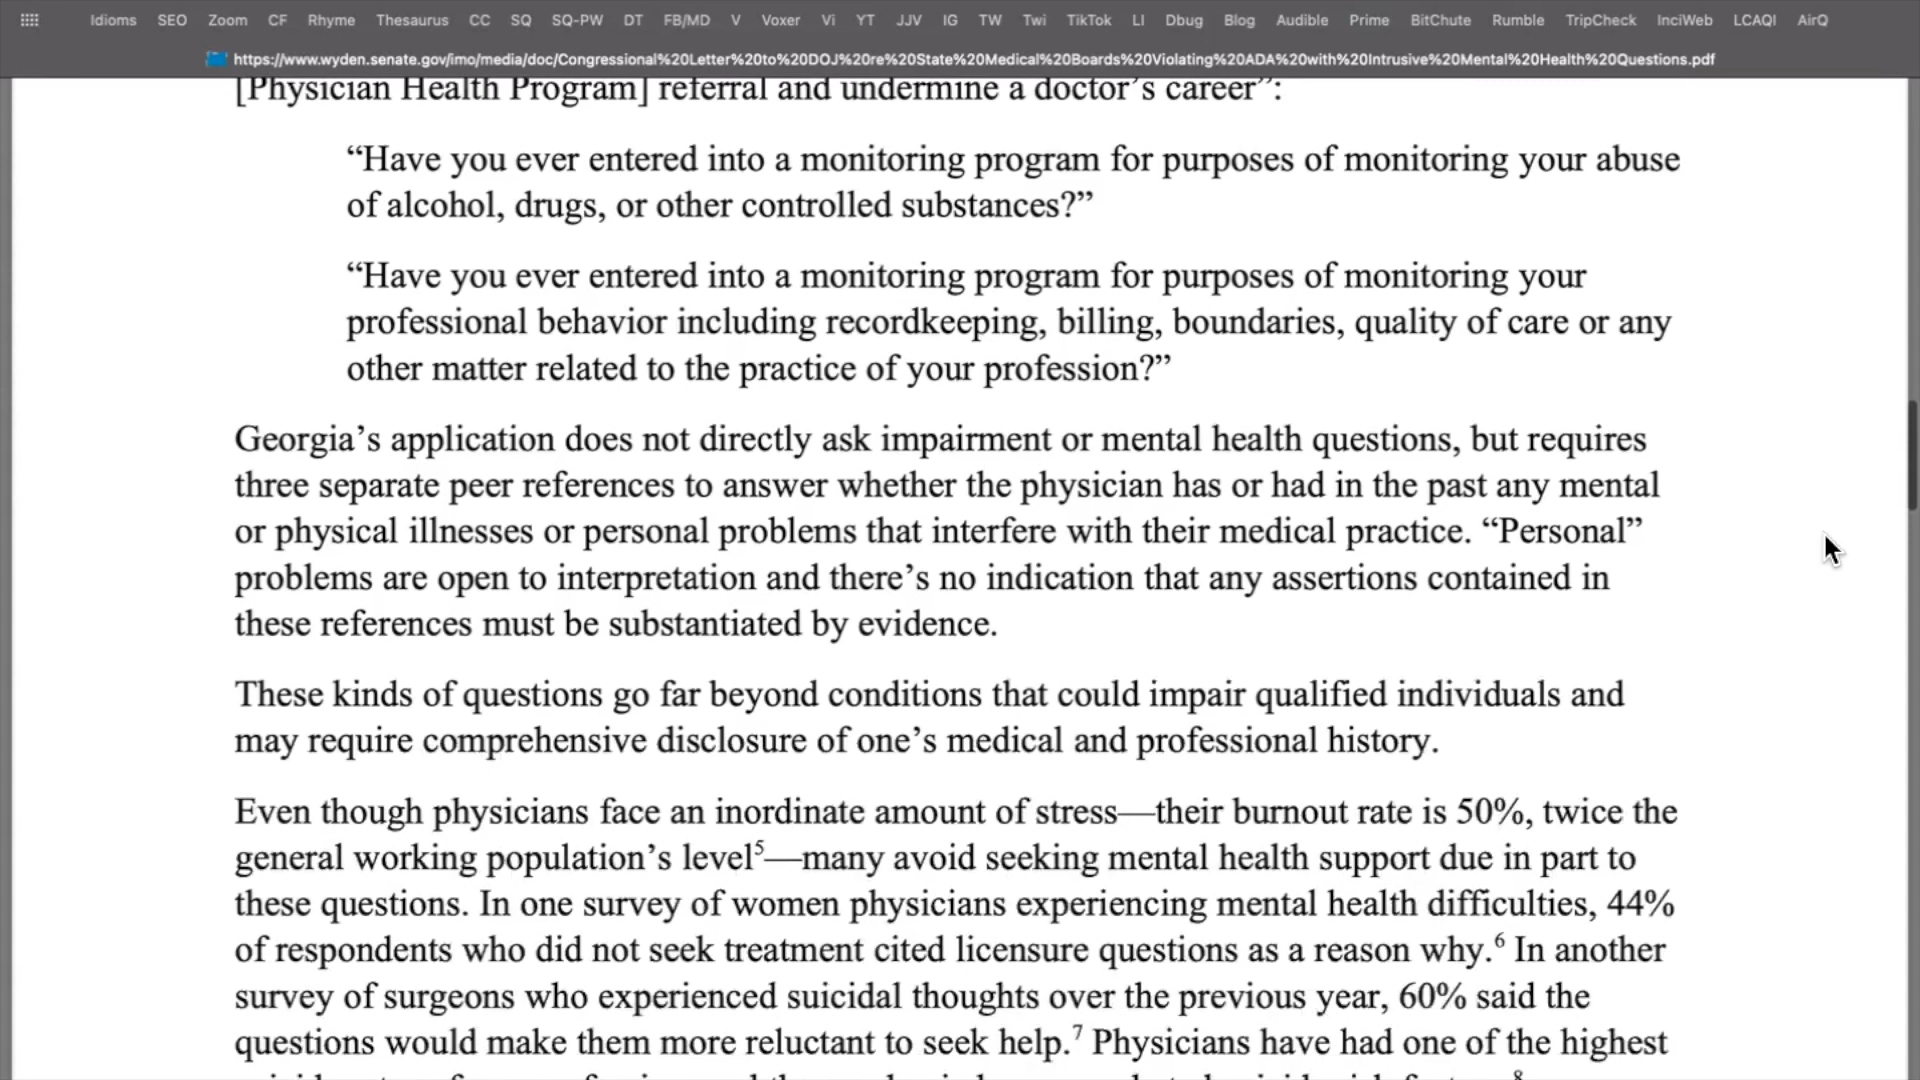 Idioms SEO Zoom CF Rhyme Thesaurus CC SQ SQ-PW DT FB/MD V Voxer Vi YT JJV IG TW Twi TikTok LI Dbug Blog Audible Prime BitChute Rumble TripCheck InciWeb LCAQI AirQ
https://www.wyden.senate.gov/imo/media/doc/Congressional%20Letter%20to%20DOJ%20re%20State%20Medical%20Boards%20Violating%20ADA%20with%20Intrusive%20Mental%20Health%20Questions.pdf
[Physician Health Program] referral and undermine a doctor’s career”:
“Have you ever entered into a monitoring program for purposes of monitoring your abuse
of alcohol, drugs, or other controlled substances?”
“Have you ever entered into a monitoring program for purposes of monitoring your
professional behavior including recordkeeping, billing, boundaries, quality of care or any
other matter related to the practice of your profession?”
Georgia’s application does not directly ask impairment or mental health questions, but requires
three separate peer references to answer whether the physician has or had in the past any mental
or physical illnesses or personal problems that interfere with their medical practice. “Personal”
problems are open to interpretation and there’s no indication that any assertions contained in
these references must be substantiated by evidence.
These kinds of questions go far beyond conditions that could impair qualified individuals and
may require comprehensive disclosure of one’s medical and professional history.
Even though physicians face an inordinate amount of stress—their burnout rate is 50%, twice the
general working population’s level5—many avoid seeking mental health support due in part to
these questions. In one survey of women physicians experiencing mental health difficulties, 44%
of respondents who did not seek treatment cited licensure questions as a reason why.6 In another
survey of surgeons who experienced suicidal thoughts over the previous year, 60% said the
questions would make them more reluctant to seek help.7 Physicians have had one of the highest